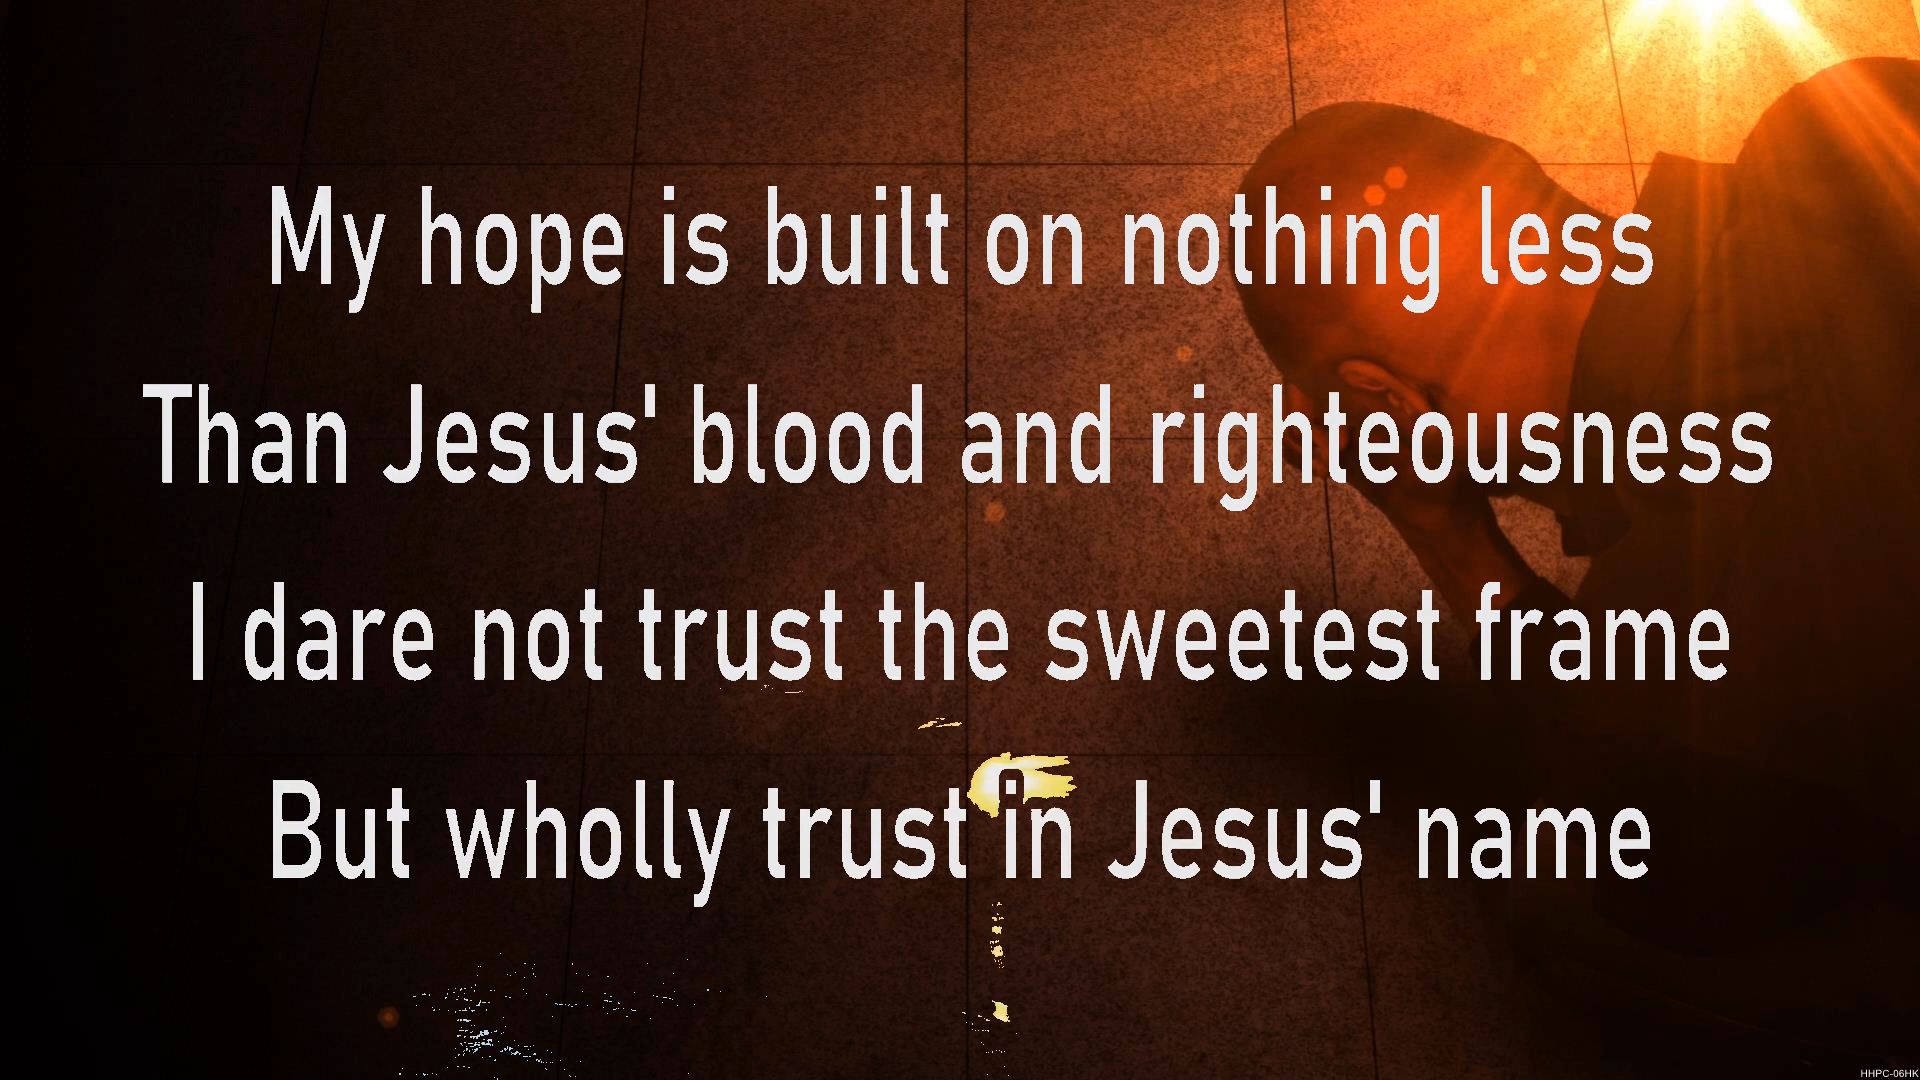 My hope is built on nothing less
Than Jesus' blood and righteousness
I dare not trust the sweetest frame
But wholly trust in Jesus' name
HHPC-06HK